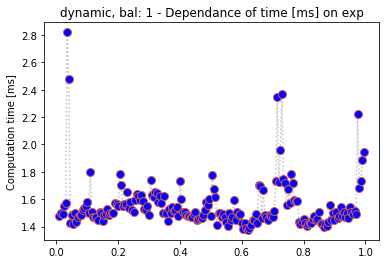 dynamic, bal: 1 - Dependance of time [ms] on exp
Computation time [ms]
2.8
2.6
2.4
2.2
2.0
1.8
1.6
1.4
0.0 0.2 0.4 0.6 0.8 1.0